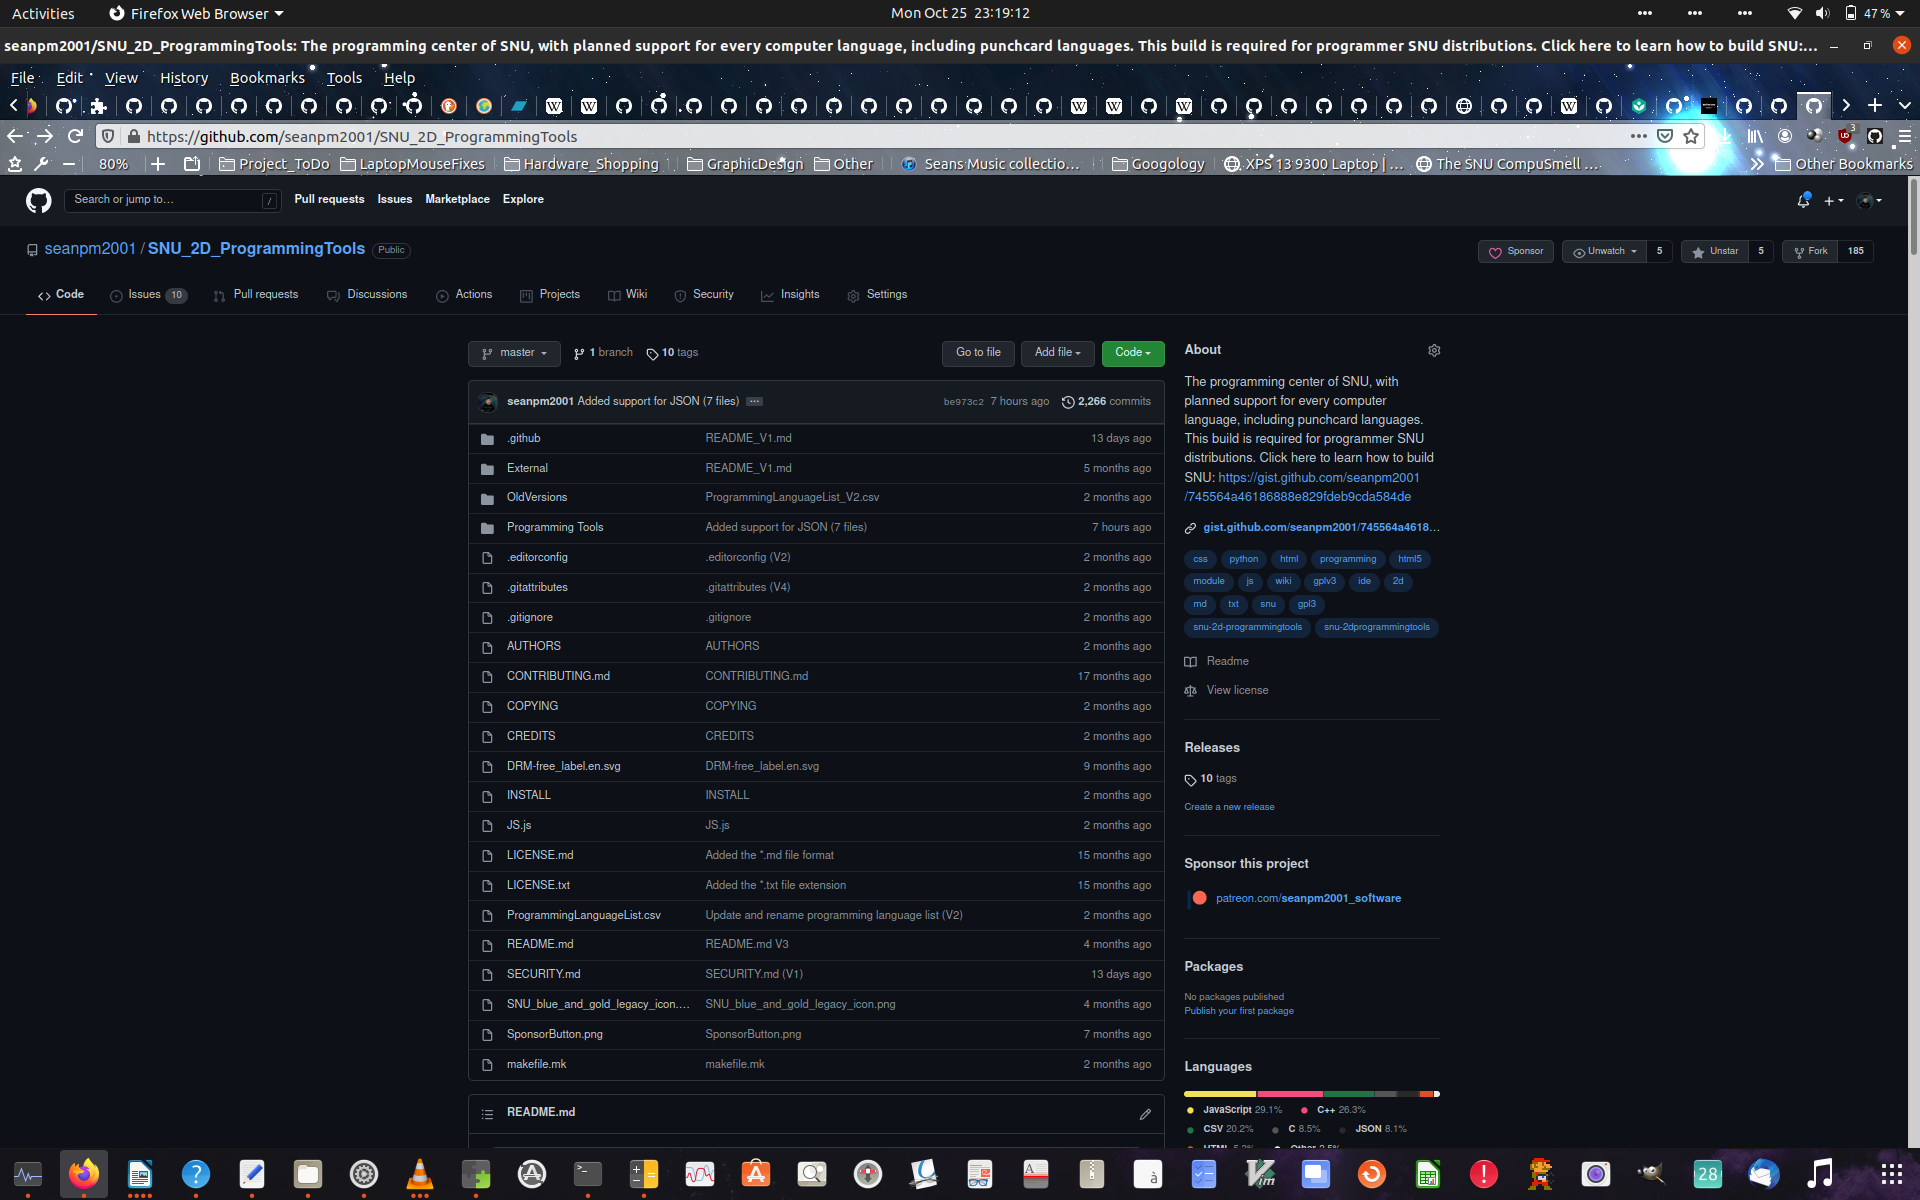 Activities
Firefox Web Browser
Mon Oct 25 23:19:12
47 %
seanpm2001/SNU_2D_ProgrammingTools: The programming center of SNU, with planned support for every computer language, including punchcard languages. This build is required for programmer SNU distributions. Click here to learn how to build SNU:...
File Edit View History Bookmarks Tools Help
https://github.com/seanpm2001/SNU_2D_ProgrammingTools
3
80%
Project_ToDo
LaptopMouseFixes
Hardware_Shopping
GraphicDesign
Other
Seans Music collectio...
Googology
XPS 13 9300 Laptop | ...
The SNU CompuSmell ...
Other Bookmarks
Search or jump to... /
Pull requests Issues Marketplace Explore
seanpm2001 / SNU_2D_ProgrammingTools Public
Sponsor
Unwatch 5
Unstar 5
Fork 185
Code
Issues 10
Pull requests
Discussions
Actions
Projects
Wiki
Security
Insights
Settings
master
1 branch
10 tags
Go to file
Add file
Code
seanpm2001 Added support for JSON (7 files) ... be973c2 7 hours ago 2,266 commits
.github README_V1.md 13 days ago
External README_V1.md 5 months ago
OldVersions ProgrammingLanguageList_V2.csv 2 months ago
Programming Tools Added support for JSON (7 files) 7 hours ago
.editorconfig .editorconfig (V2) 2 months ago
.gitattributes .gitattributes (V4) 2 months ago
.gitignore .gitignore 2 months ago
AUTHORS AUTHORS 2 months ago
CONTRIBUTING.md CONTRIBUTING.md 17 months ago
COPYING COPYING 2 months ago
CREDITS CREDITS 2 months ago
DRM-free_label.en.svg DRM-free_label.en.svg 9 months ago
INSTALL INSTALL 2 months ago
JS.js JS.js 2 months ago
LICENSE.md Added the *.md file format 15 months ago
LICENSE.txt Added the *.txt file extension 15 months ago
ProgrammingLanguageList.csv Update and rename programming language list (V2) 2 months ago
README.md README.md V3 4 months ago
SECURITY.md SECURITY.md (V1) 13 days ago
SNU_blue_and_gold_legacy_icon.... SNU_blue_and_gold_legacy_icon.png 4 months ago
SponsorButton.png SponsorButton.png 7 months ago
makefile.mk makefile.mk 2 months ago
README.md
About
The programming center of SNU, with
planned support for every computer
language, including punchcard languages.
This build is required for programmer SNU
distributions. Click here to learn how to build
SNU: https://gist.github.com/seanpm2001
/745564a46186888e829fdeb9cda584de
gist.github.com/seanpm2001/745564a4618...
css python html programming html5
module js wiki gplv3 ide 2d
md txt snu gpl3
snu-2d-programmingtools snu-2dprogrammingtools
Readme
View license
Releases
10 tags
Create a new release
Sponsor this project
patreon.com/seanpm2001_software
Packages
No packages published
Publish your first package
Languages
JavaScript 29.1% C++ 26.3%
CSV 20.2% C 8.5% JSON 8.1%
28